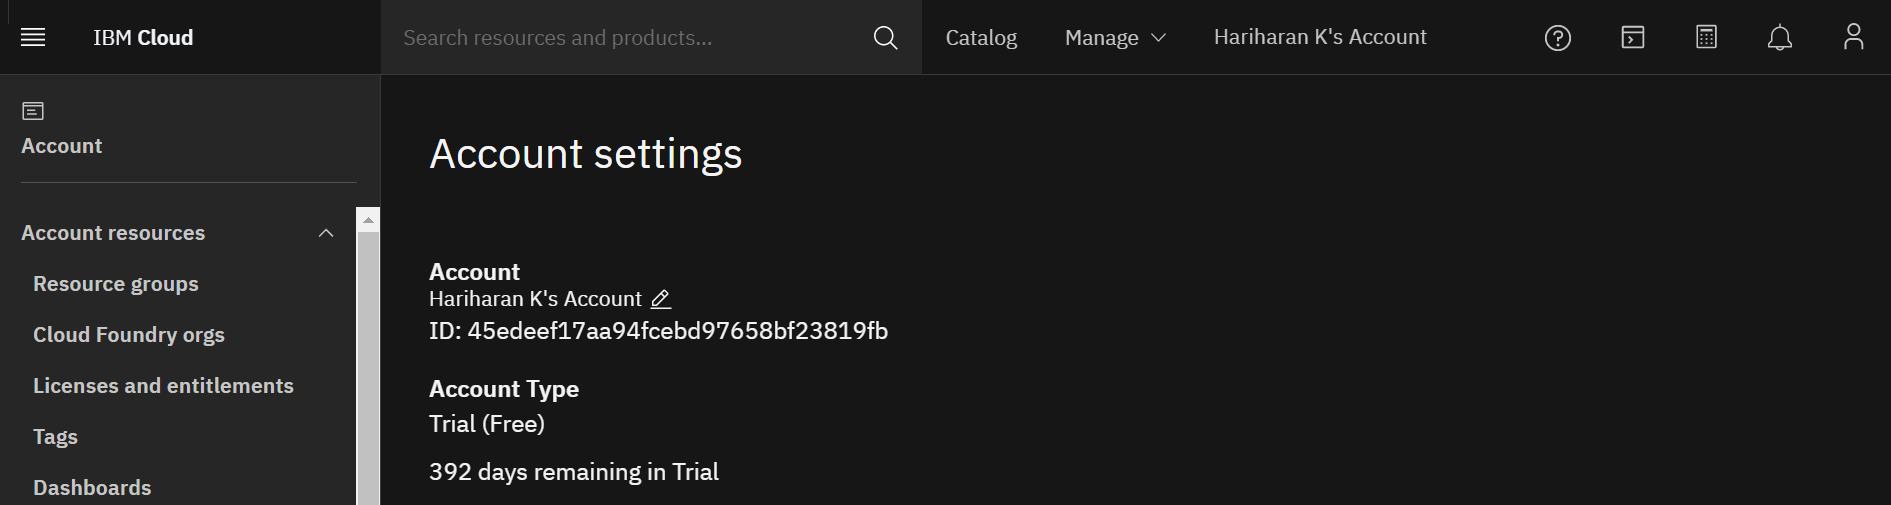 IBM Cloud
Search resources and products...
Catalog
Manage
Hariharan K's Account
Account
Account resources
Resource groups
Cloud Foundry orgs
Licenses and entitlements
Tags
Dashboards
Account settings
Account
Hariharan K's Account
ID: 45edeef17aa94fcebd97658bf23819fb
Account Type
Trial (Free)
392 days remaining in Trial